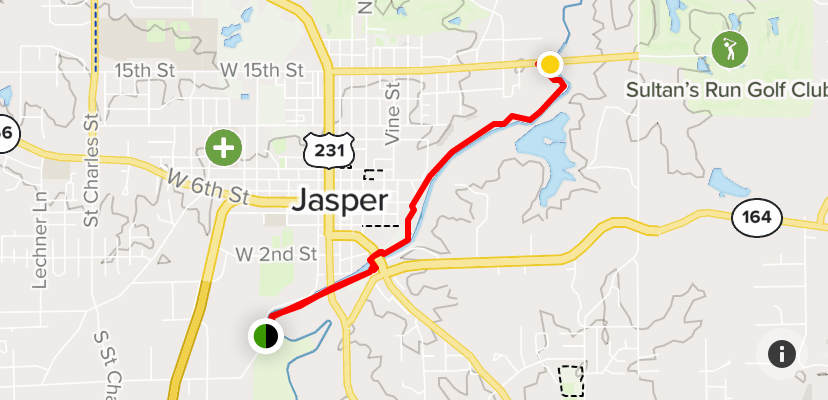 N
15th St
W 15th St
Sultan's Run Golf Club
Vine St
56
231
St Charles St
W 6th St
Jasper
164
Lechner Ln
W 2nd St
S St Cha
i